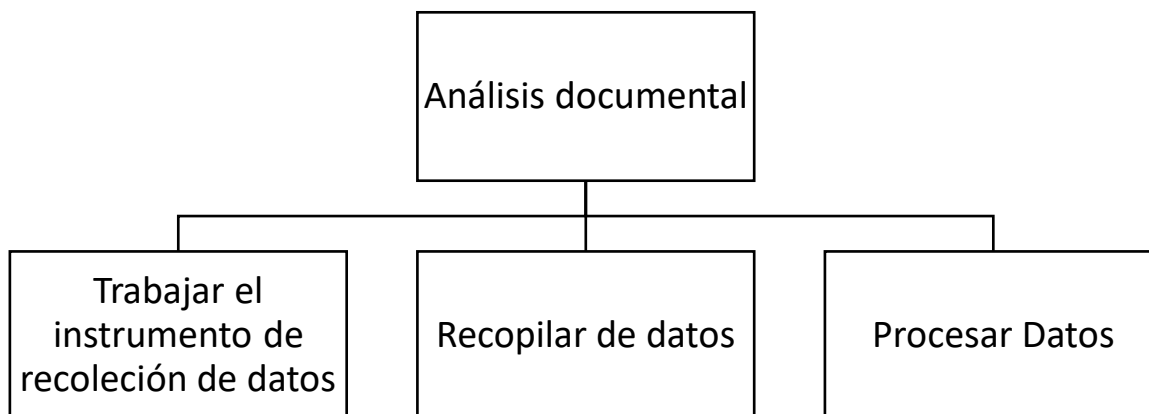 Análisis documental
Trabajar el
instrumento de
recoleción de datos
Recopilar de datos
Procesar Datos